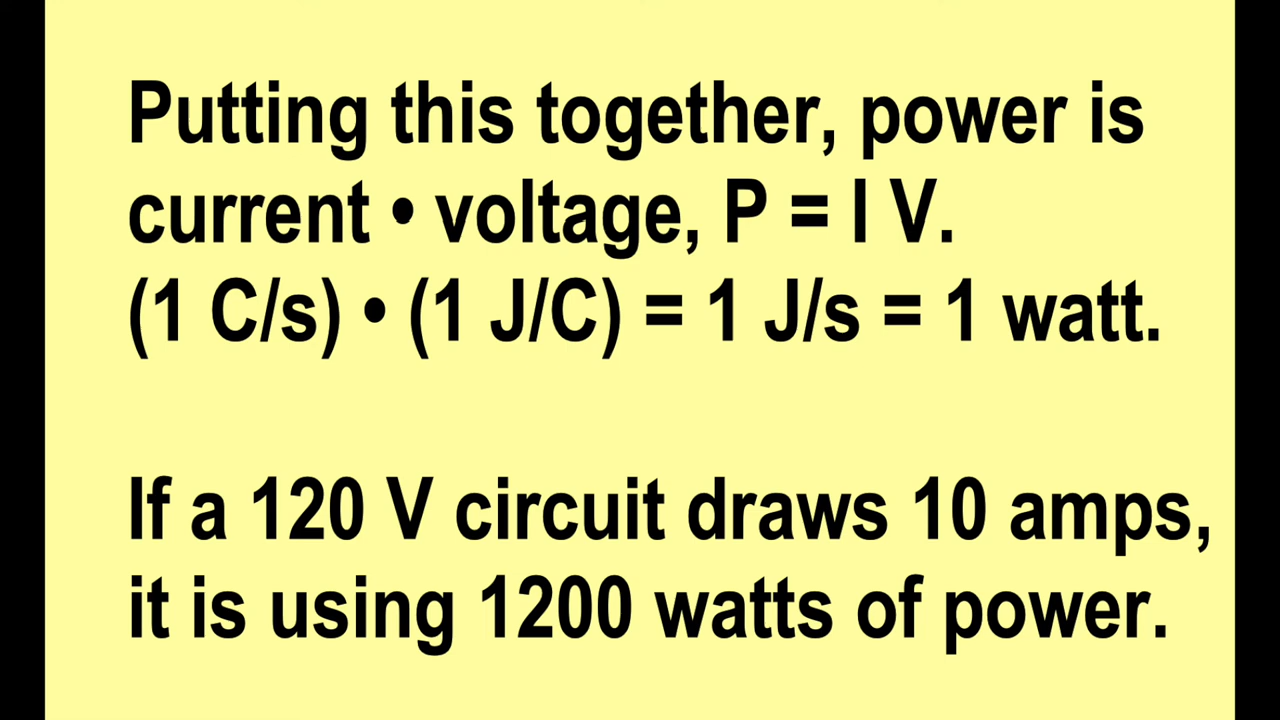 Putting this together, power is
current • voltage, P = I V.
(1 C/s) • (1 J/C) = 1 J/s = 1 watt.
If a 120 V circuit draws 10 amps,
it is using 1200 watts of power.